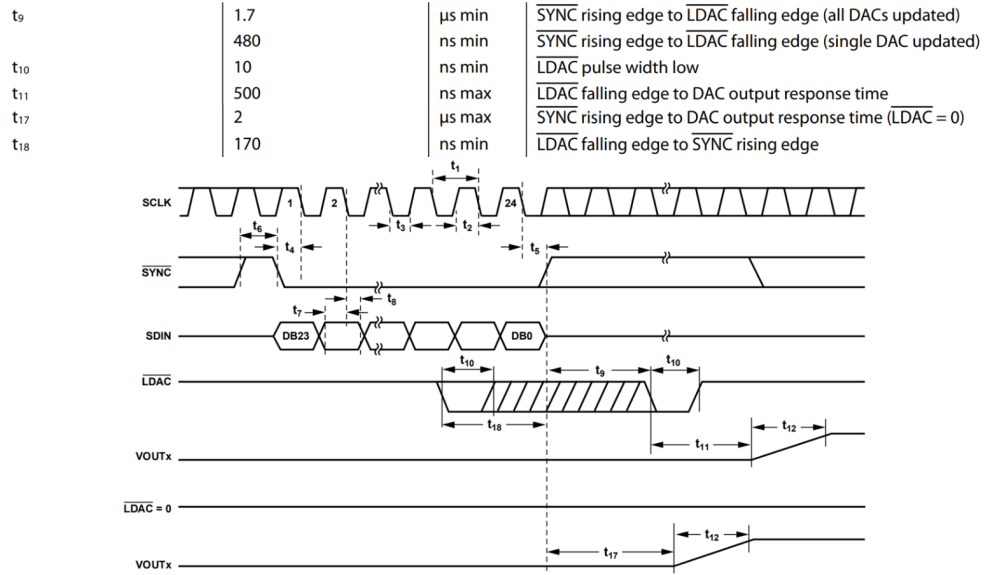 t9 1.7 μs min SYNC rising edge to LDAC falling edge (all DACs updated)
480 ns min SYNC rising edge to LDAC falling edge (single DAC updated)
t10 10 ns min LDAC pulse width low
t11 500 ns max LDAC falling edge to DAC output response time
t17 2 μs max SYNC rising edge to DAC output response time (LDAC = 0)
t18 170 ns min LDAC falling edge to SYNC rising edge
t1
SCLK 1 2 24
t3 t2
t6
t4 t5
SYNC
t7 t8
SDIN DB23 DB0
t10 t9 t10
LDAC
t18 t12
t11
VOUTx
LDAC = 0
t12
t17
VOUTx